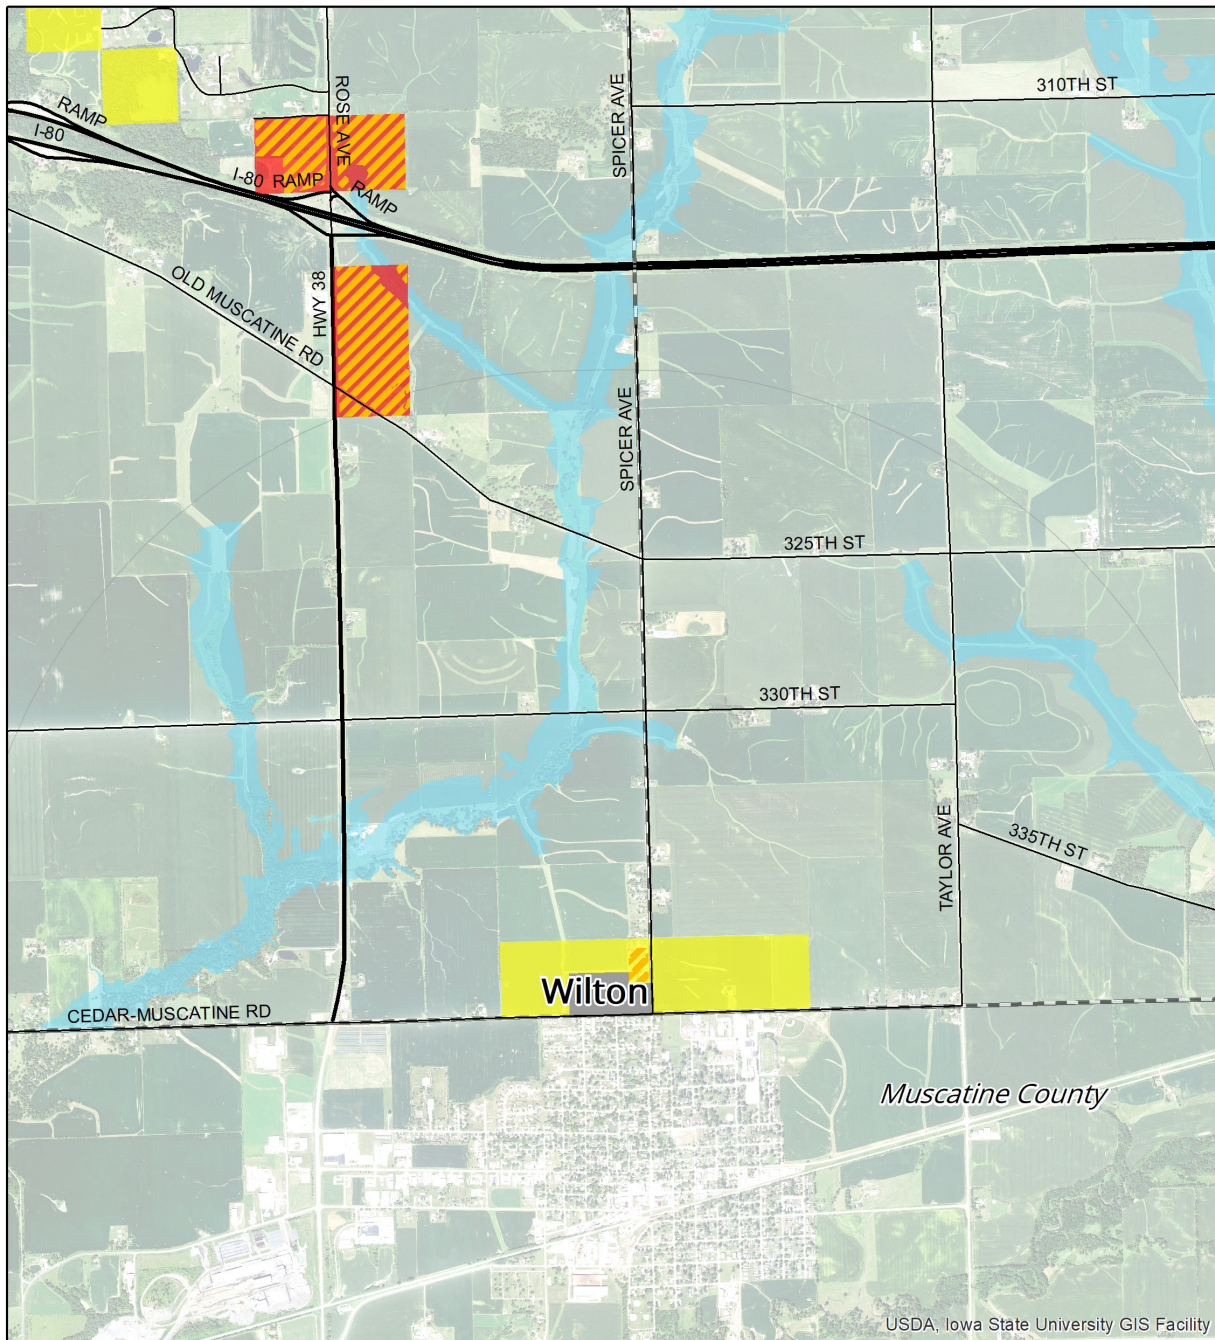 310TH ST
RAMP
I-80
ROSE AVE
SPICER AVE
I-80 RAMP
RAMP
OLD MUSCATINE RD
HWY 38
SPICER AVE
325TH ST
330TH ST
335TH ST
TAYLOR AVE
Wilton
CEDAR-MUSCATINE RD
Muscatine County
USDA, Iowa State University GIS Facility